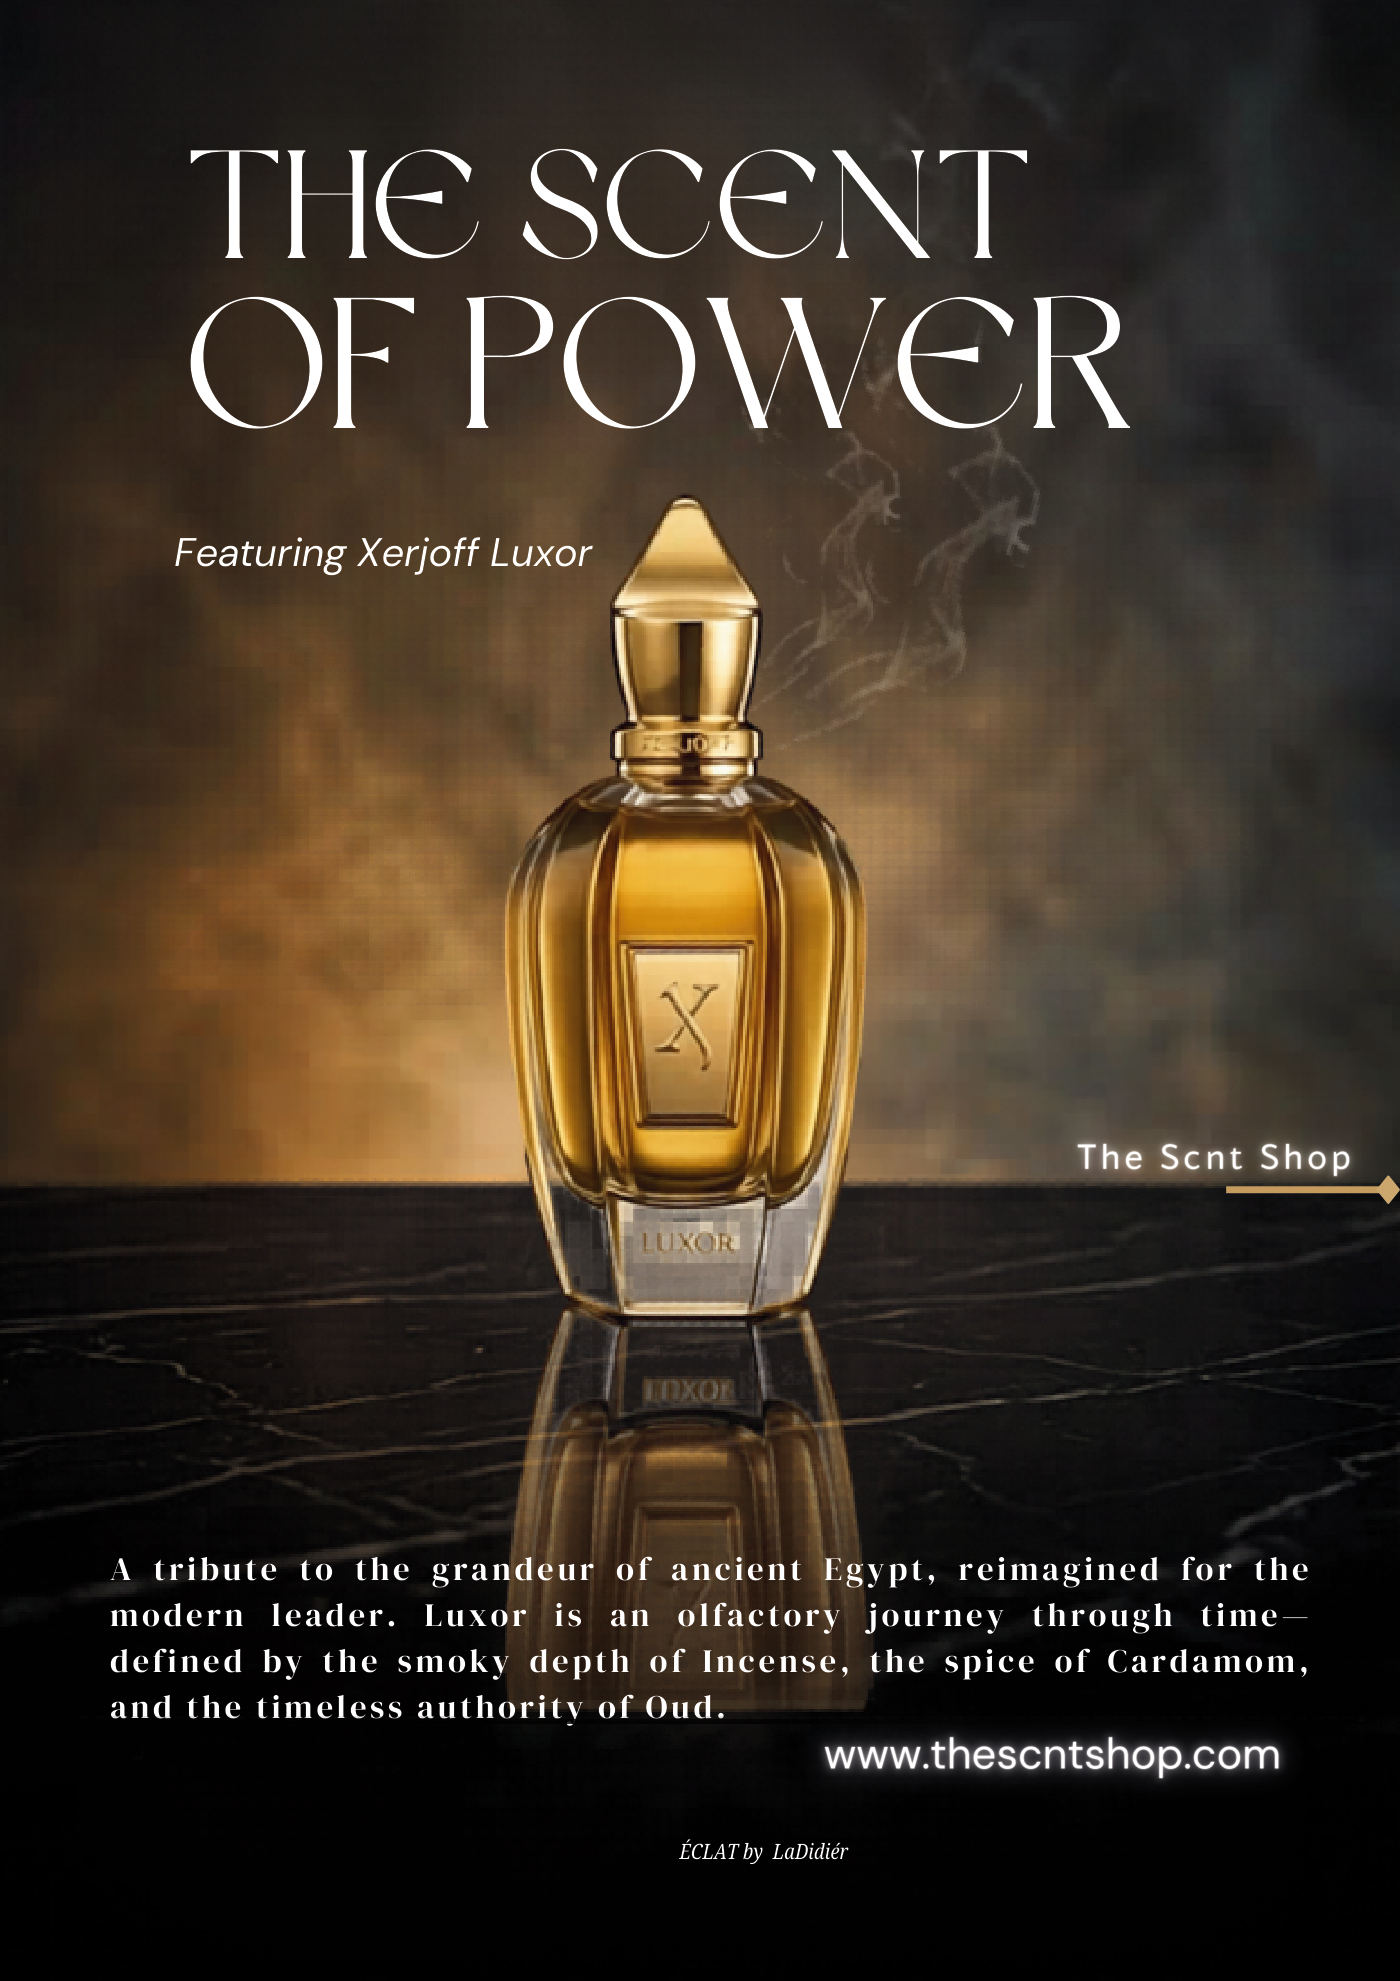 THE SCENT
OF POWER
Featuring Xerjoff Luxor
X
The Scnt Shop
LUXOR
A tribute to the grandeur of ancient Egypt, reimagined for the
modern leader. Luxor is an olfactory journey through time—
defined by the smoky depth of Incense, the spice of Cardamom,
and the timeless authority of Oud.
www.thescntshop.com
ÉCLAT by LaDidiér